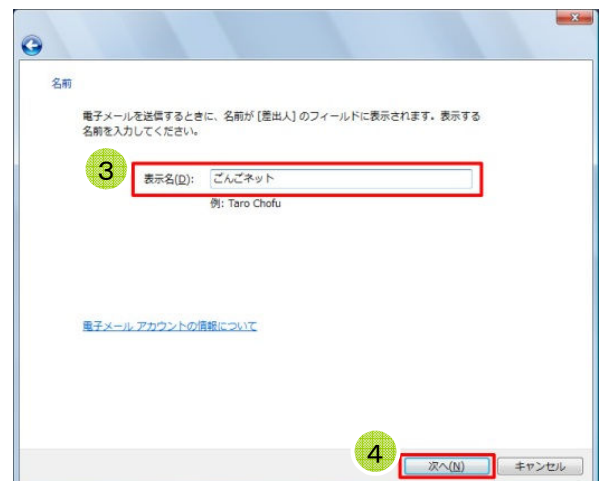 名前
電子メールを送信するときに、名前が [差出人] のフィールドに表示されます。表示する
名前を入力してください。
3
表示名(D): ごんごネット
例: Taro Chofu
電子メール アカウントの情報について
4
次へ(N) キャンセル